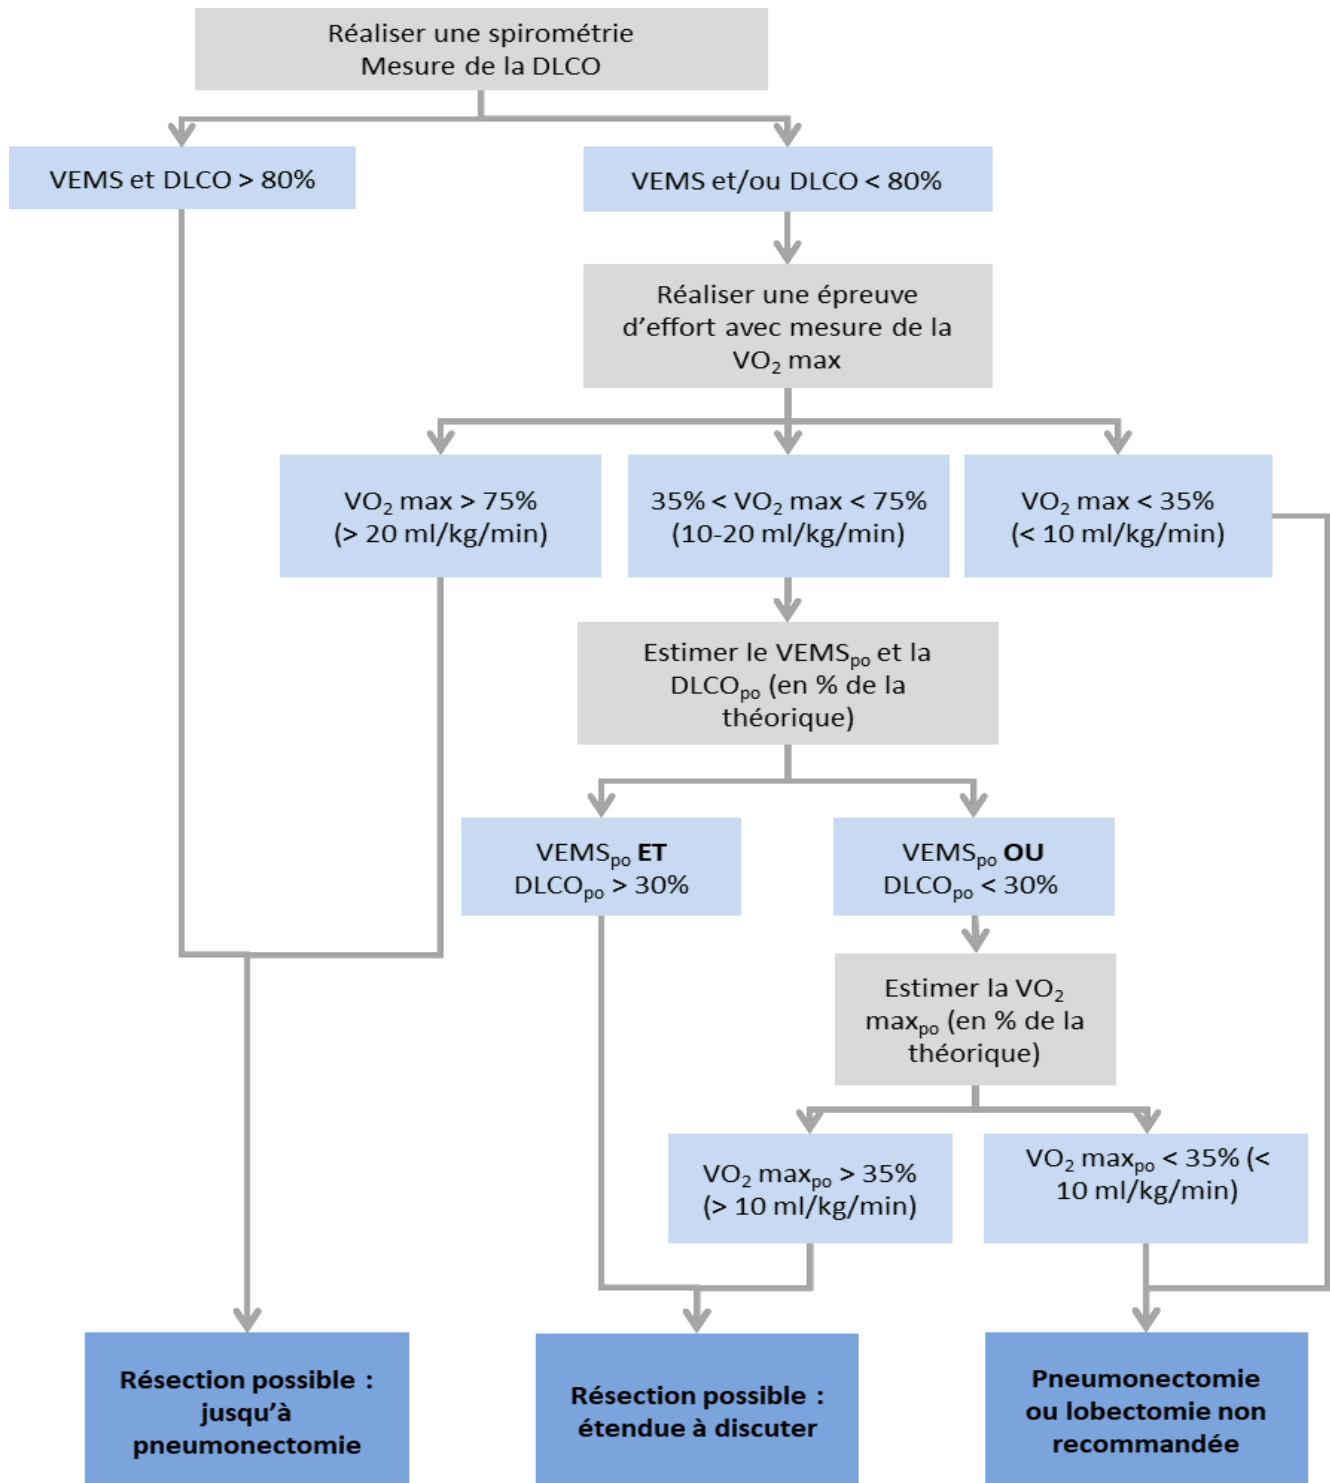 Réaliser une spirométrie
Mesure de la DLCO
VEMS et DLCO > 80%
VEMS et/ou DLCO < 80%
Réaliser une épreuve
d’effort avec mesure de la
VO₂ max
VO₂ max > 75%
(> 20 ml/kg/min)
35% < VO₂ max < 75%
(10-20 ml/kg/min)
VO₂ max < 35%
(< 10 ml/kg/min)
Estimer le VEMSpo et la
DLCOpo (en % de la
théorique)
VEMSpo ET
DLCOpo > 30%
VEMSpo OU
DLCOpo < 30%
Estimer la VO₂
maxpo (en % de la
théorique)
VO₂ maxpo > 35%
(> 10 ml/kg/min)
VO₂ maxpo < 35% (<
10 ml/kg/min)
Résection possible :
jusqu’à
pneumonectomie
Résection possible :
étendue à discuter
Pneumonectomie
ou lobectomie non
recommandée